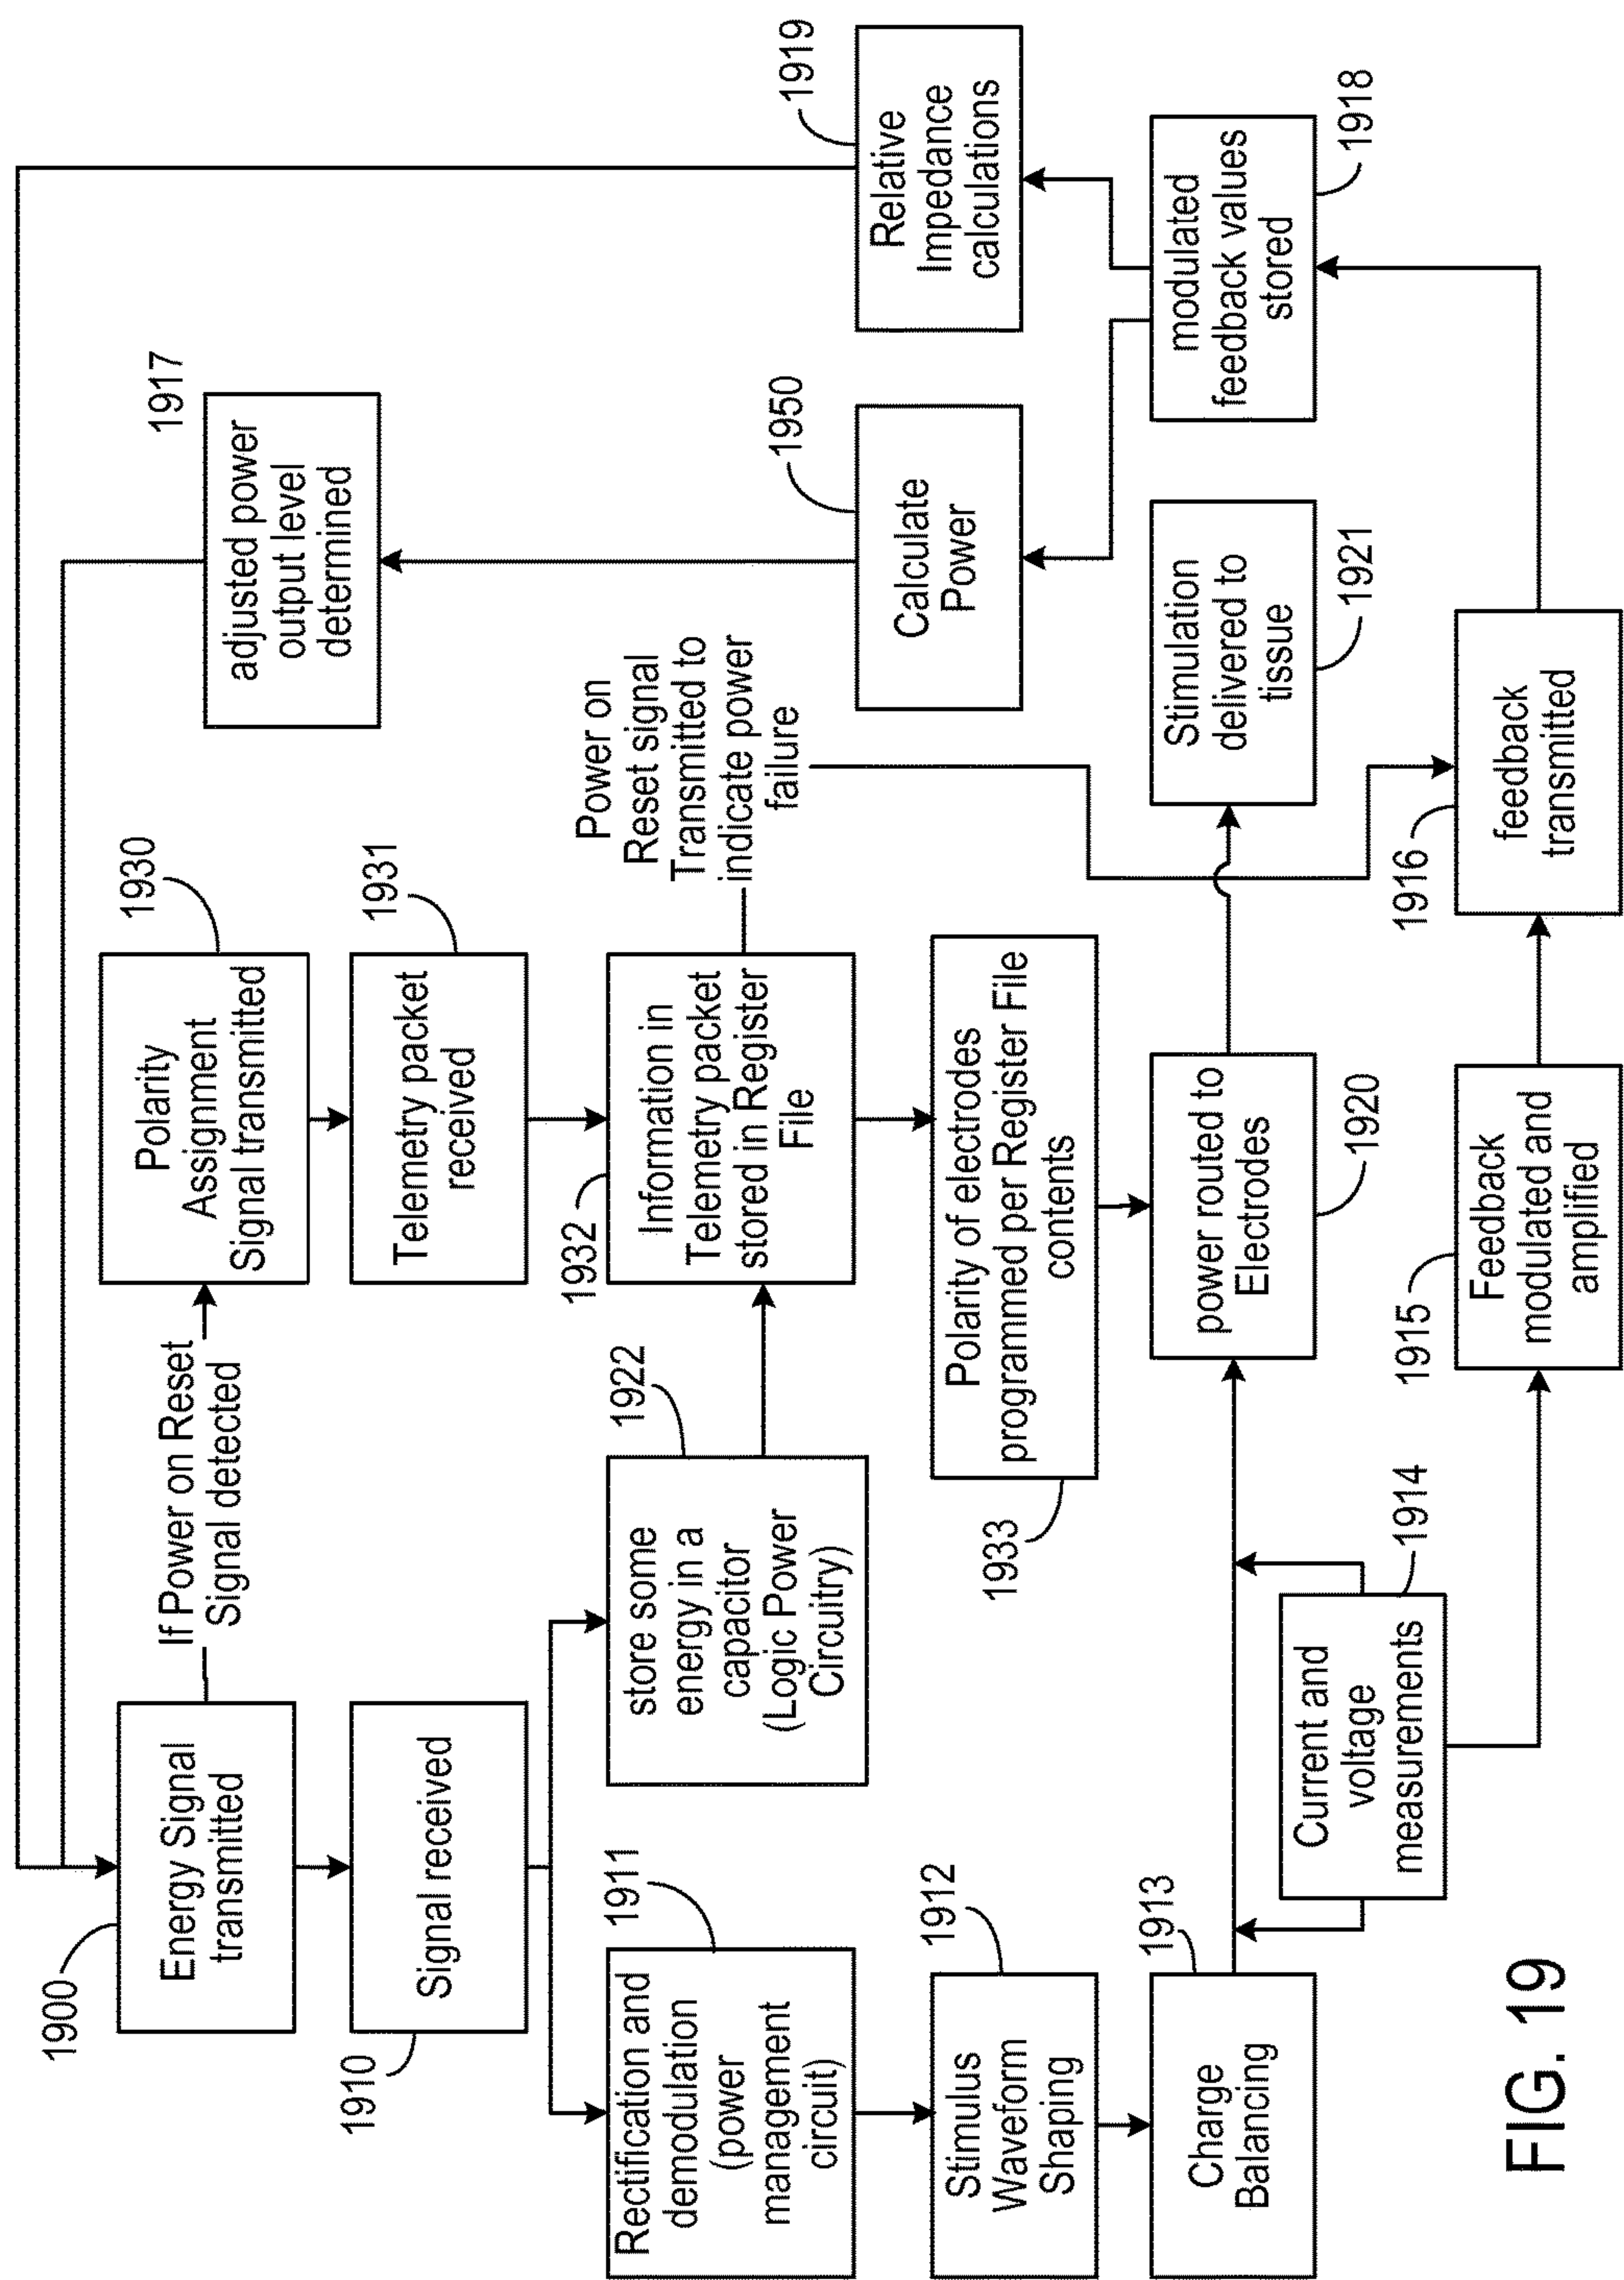 1900
Energy Signal
transmitted
If Power on Reset
Signal detected
1930
Polarity
Assignment
Signal transmitted
1917
adjusted power
output level
determined
1910
Signal received
1931
Telemetry packet
received
1911
Rectification and
demodulation
(power
management
circuit)
1922
store some
energy in a
capacitor
(Logic Power
Circuitry)
1932
Information in
Telemetry packet
stored in Register
File
Power on
Reset signal
Transmitted to
indicate power
failure
1950
Calculate
Power
1919
Relative
Impedance
calculations
1912
Stimulus
Waveform
Shaping
1933
Polarity of electrodes
programmed per Register File
contents
1913
Charge
Balancing
1914
Current and
voltage
measurements
power routed to
Electrodes
1920
Stimulation
delivered to
tissue
1921
modulated
feedback values
stored
1918
1915
Feedback
modulated and
amplified
1916
feedback
transmitted
FIG. 19